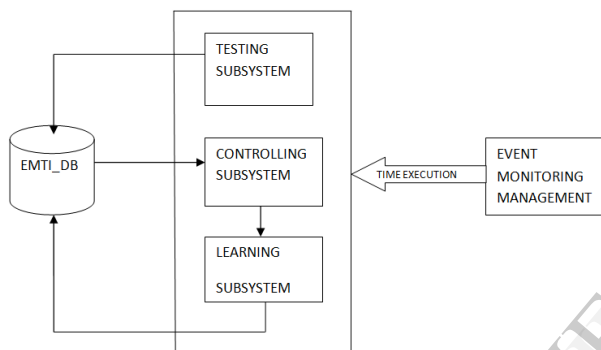 TESTING
SUBSYSTEM
EMTI_DB
CONTROLLING
SUBSYSTEM
TIME EXECUTION
EVENT
MONITORING
MANAGEMENT
LEARNING
SUBSYSTEM